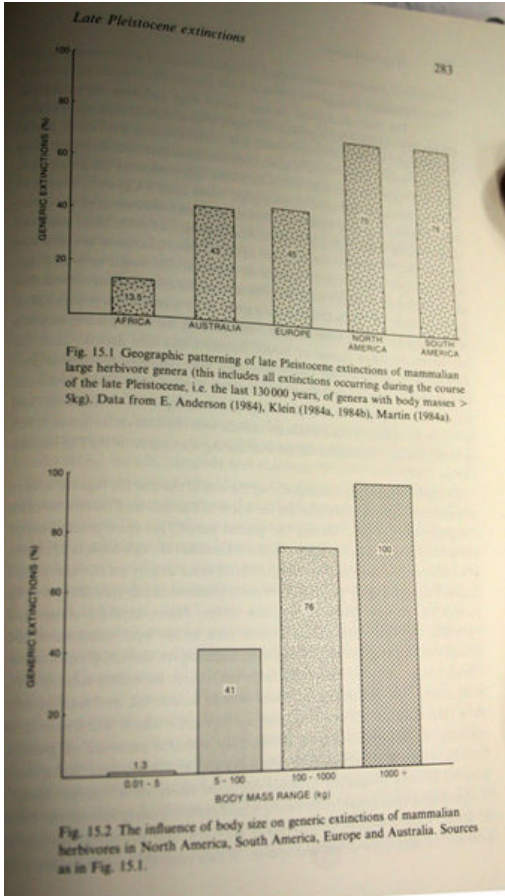 Late Pleistocene extinctions
283
GENERIC EXTINCTIONS (%)
100
80
60
40
20
13.5
43
45
75
76
AFRICA
AUSTRALIA
EUROPE
NORTH
AMERICA
SOUTH
AMERICA
Fig. 15.1 Geographic patterning of late Pleistocene extinctions of mammalian
large herbivore genera (this includes all extinctions occurring during the course
of the late Pleistocene, i.e. the last 130000 years, of genera with body masses >
5kg). Data from E. Anderson (1984), Klein (1984a, 1984b), Martin (1984a).
GENERIC EXTINCTIONS (%)
100
80
60
40
20
1.3
41
76
100
0.01 - 5
5 - 100
100 - 1000
1000 +
BODY MASS RANGE (kg)
Fig. 15.2 The influence of body size on generic extinctions of mammalian
herbivores in North America, South America, Europe and Australia. Sources
as in Fig. 15.1.